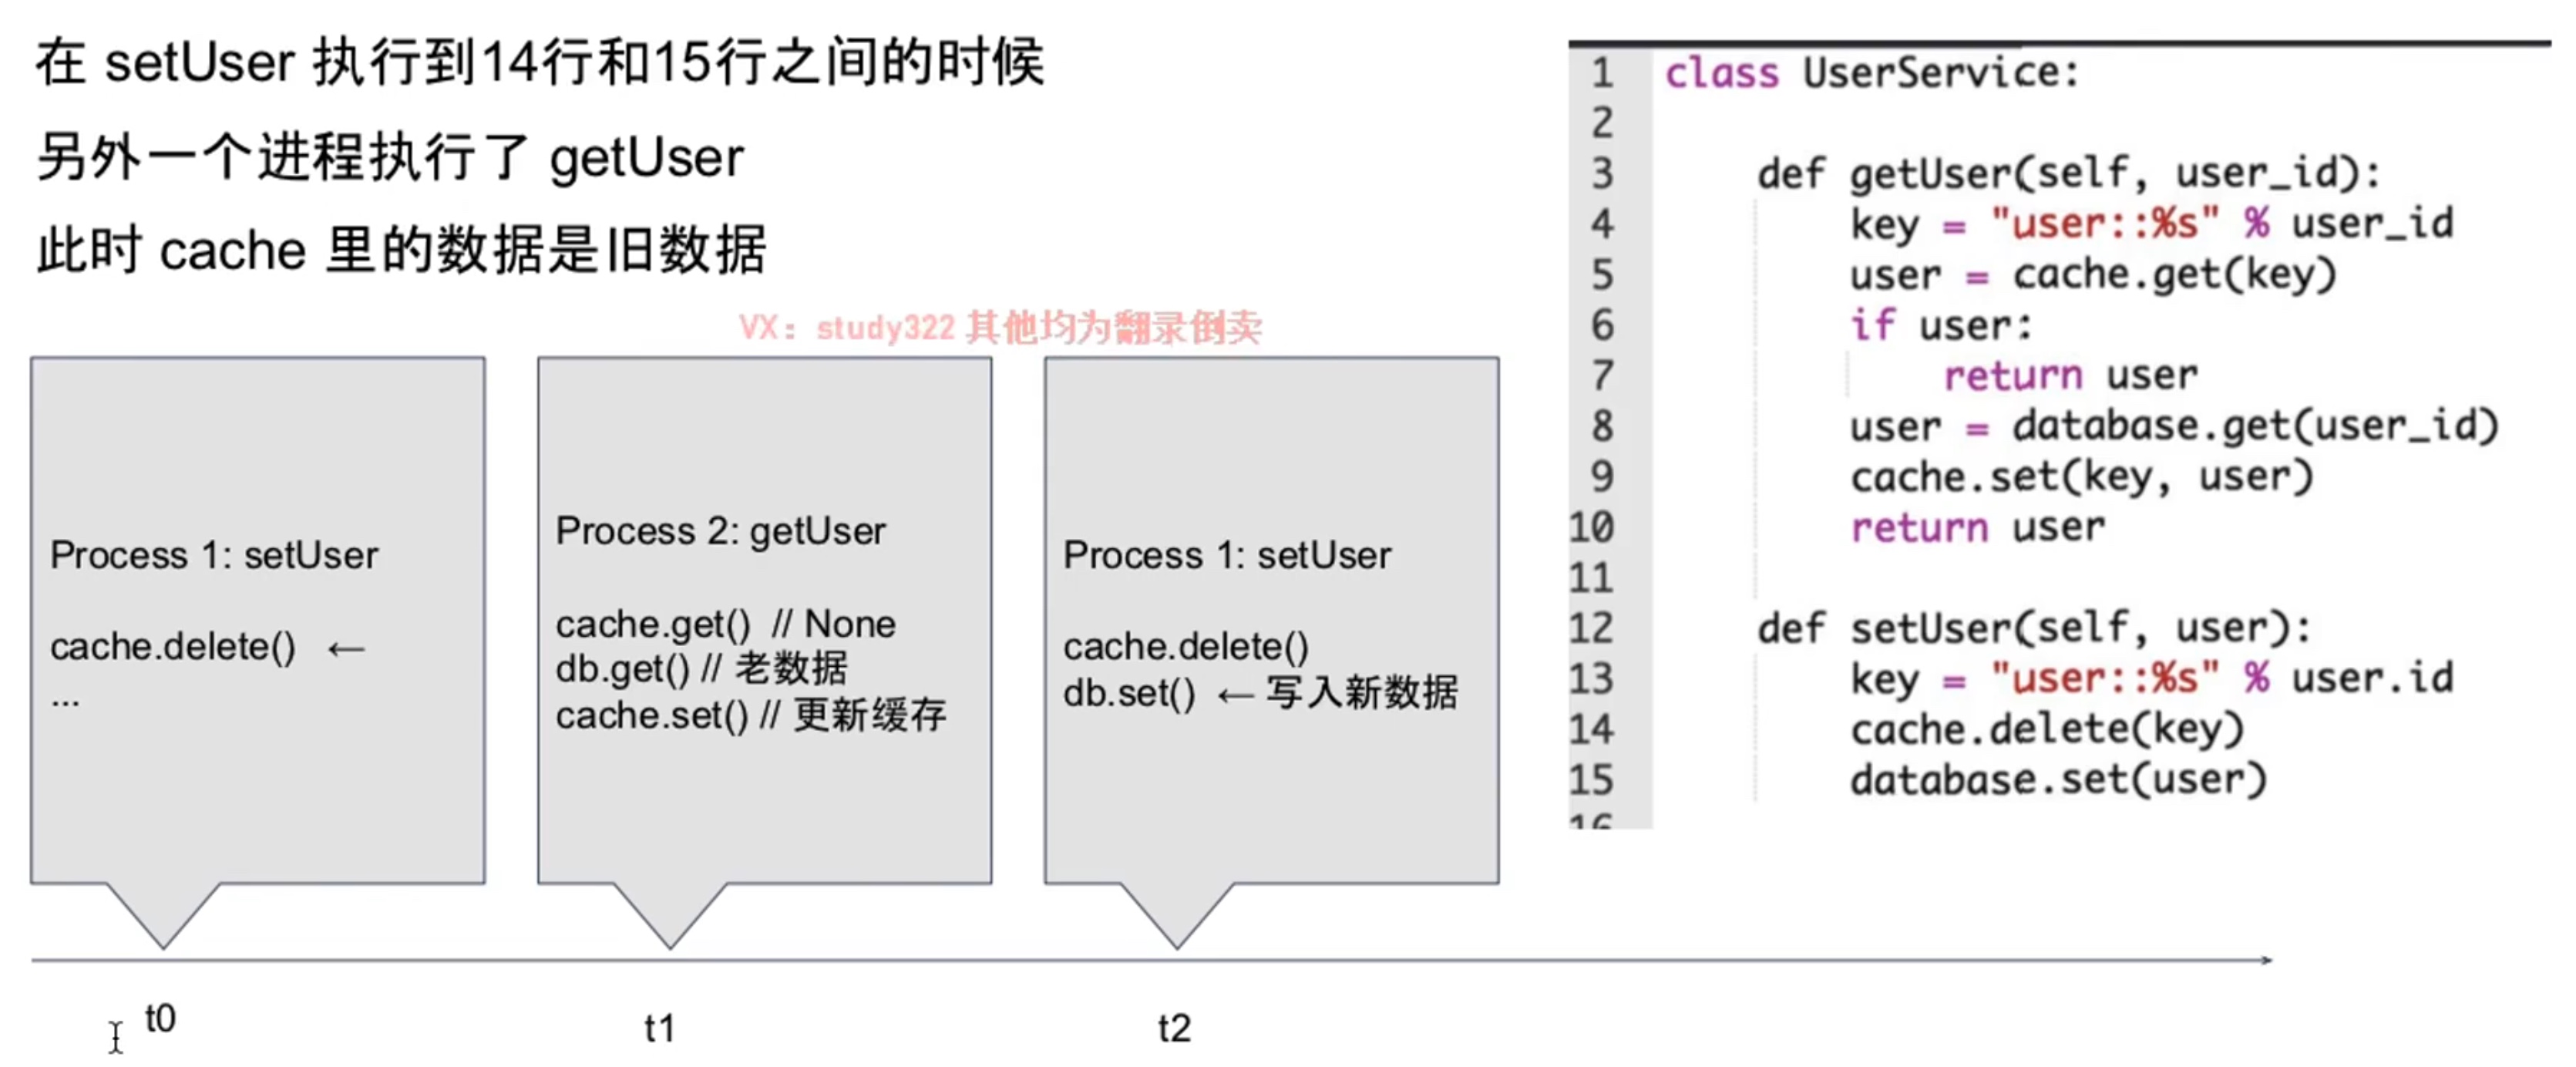 在 setUser 执行到14行和15行之间的时候
另外一个进程执行了 getUser
此时 cache 里的数据是旧数据
VX：study322 其他均为翻录倒卖
Process 1: setUser
cache.delete() ←
...
Process 2: getUser
cache.get() // None
db.get() // 老数据
cache.set() // 更新缓存
Process 1: setUser
cache.delete()
db.set() ← 写入新数据
t0
t1
t2
1 class UserService:
2
3 def getUser(self, user_id):
4 key = "user::%s" % user_id
5 user = cache.get(key)
6 if user:
7 return user
8 user = database.get(user_id)
9 cache.set(key, user)
10 return user
11
12 def setUser(self, user):
13 key = "user::%s" % user.id
14 cache.delete(key)
15 database.set(user)
16